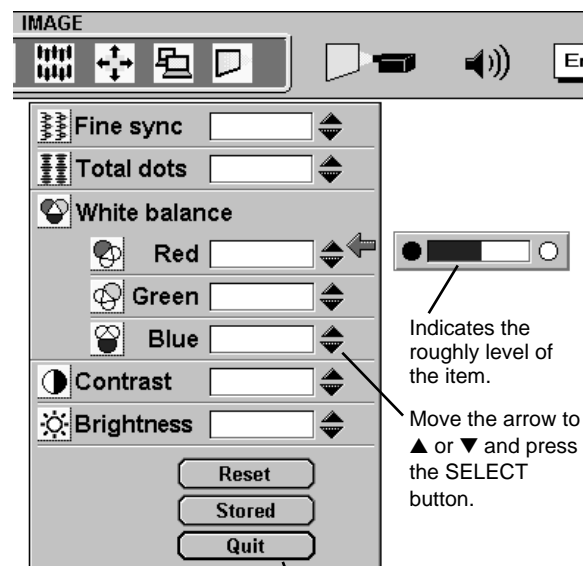 IMAGE
Fine sync
Total dots
White balance
Red
Green
Blue
Contrast
Brightness
Reset
Stored
Quit
Indicates the
roughly level of
the item.
Move the arrow to
▲ or ▼ and press
the SELECT
button.